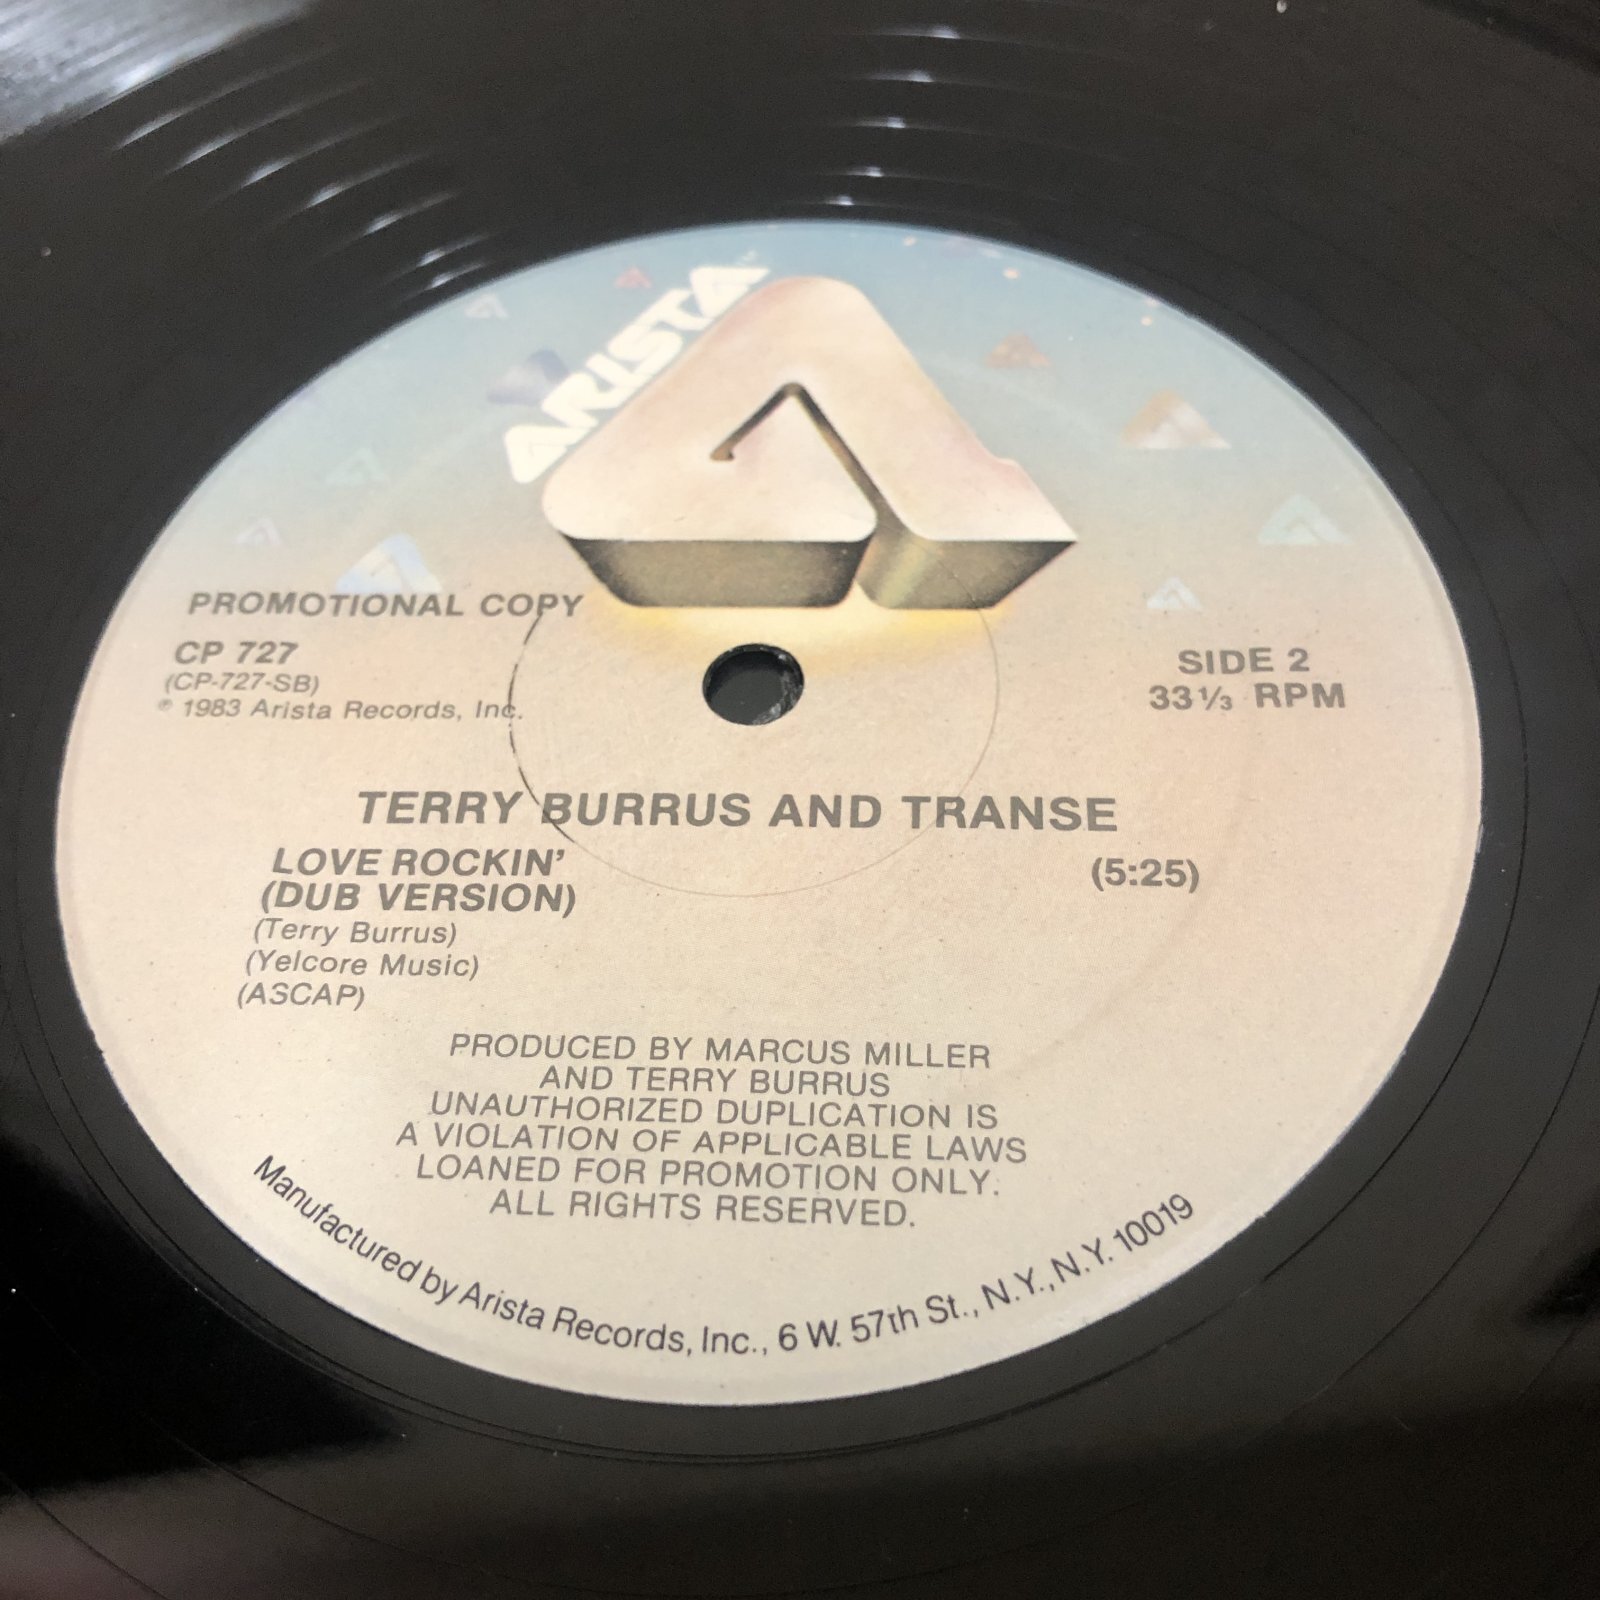 ARISTA
PROMOTIONAL COPY
CP 727
(CP-727-SB)
℗ 1983 Arista Records, Inc.
SIDE 2
33 1/3 RPM
TERRY BURRUS AND TRANSE
LOVE ROCKIN' (5:25)
(DUB VERSION)
(Terry Burrus)
(Yelcore Music)
(ASCAP)
PRODUCED BY MARCUS MILLER
AND TERRY BURRUS
UNAUTHORIZED DUPLICATION IS
A VIOLATION OF APPLICABLE LAWS
LOANED FOR PROMOTION ONLY.
ALL RIGHTS RESERVED.
Manufactured by Arista Records, Inc., 6 W. 57th St., N.Y., N.Y. 10019